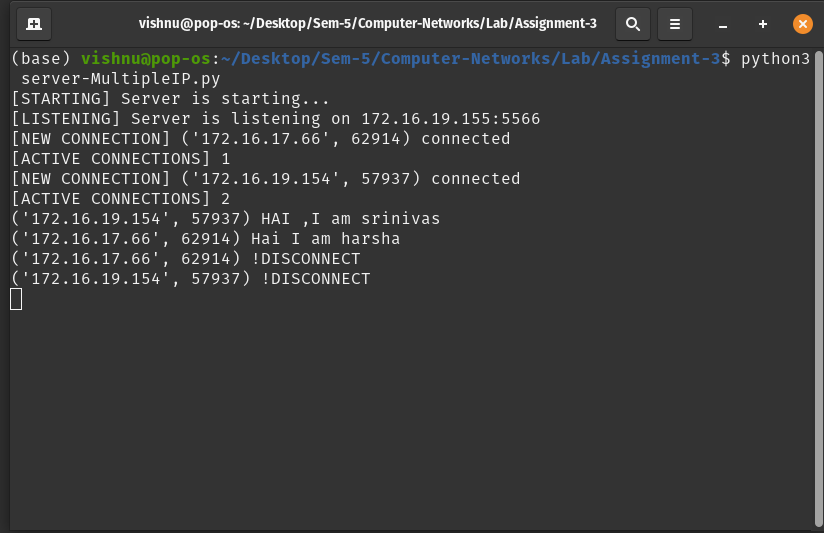 vishnu@pop-os: ~/Desktop/Sem-5/Computer-Networks/Lab/Assignment-3
(base) vishnu@pop-os:~/Desktop/Sem-5/Computer-Networks/Lab/Assignment-3$ python3
server-MultipleIP.py
[STARTING] Server is starting...
[LISTENING] Server is listening on 172.16.19.155:5566
[NEW CONNECTION] ('172.16.17.66', 62914) connected
[ACTIVE CONNECTIONS] 1
[NEW CONNECTION] ('172.16.19.154', 57937) connected
[ACTIVE CONNECTIONS] 2
('172.16.19.154', 57937) HAI ,I am srinivas
('172.16.17.66', 62914) Hai I am harsha
('172.16.17.66', 62914) !DISCONNECT
('172.16.19.154', 57937) !DISCONNECT